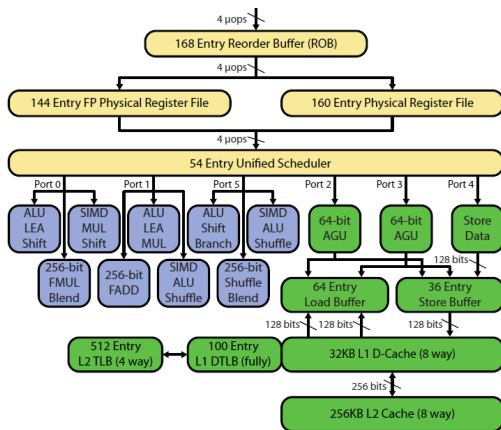 4 μops
168 Entry Reorder Buffer (ROB)
4 μops
144 Entry FP Physical Register File
160 Entry Physical Register File
4 μops
54 Entry Unified Scheduler
Port 0
Port 1
Port 5
Port 2
Port 3
Port 4
ALU
LEA
Shift
SIMD
MUL
Shift
ALU
LEA
MUL
ALU
Shift
Branch
SIMD
ALU
Shuffle
64-bit
AGU
64-bit
AGU
Store
Data
256-bit
FMUL
Blend
256-bit
FADD
SIMD
ALU
Shuffle
256-bit
Shuffle
Blend
128 bits
64 Entry
Load Buffer
36 Entry
Store Buffer
128 bits
128 bits
128 bits
512 Entry
L2 TLB (4 way)
100 Entry
L1 DTLB (fully)
32KB L1 D-Cache (8 way)
256 bits
256KB L2 Cache (8 way)